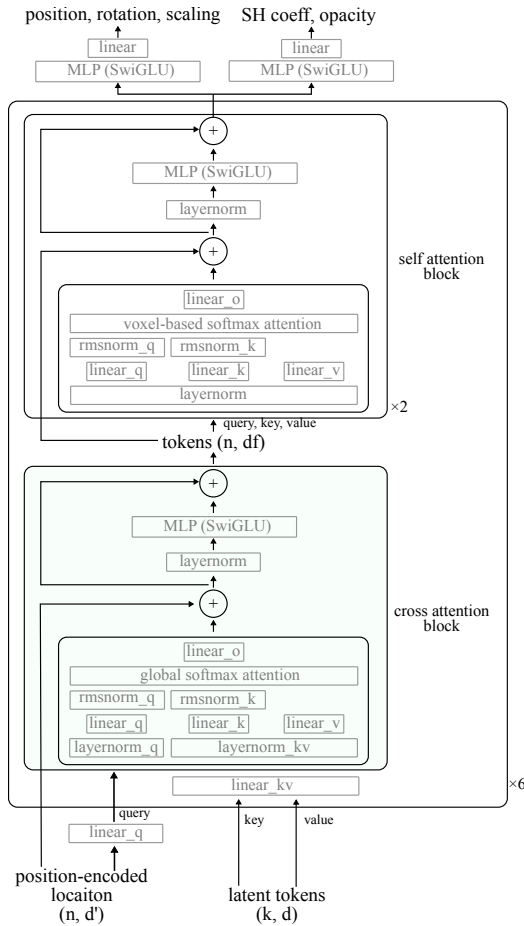 position, rotation, scaling
SH coeff, opacity
linear
linear
MLP (SwiGLU)
MLP (SwiGLU)
+
MLP (SwiGLU)
layernorm
+
self attention
block
linear_o
voxel-based softmax attention
rmsnorm_q
rmsnorm_k
linear_q
linear_k
linear_v
layernorm
×2
query, key, value
tokens (n, df)
+
MLP (SwiGLU)
layernorm
+
cross attention
block
linear_o
global softmax attention
rmsnorm_q
rmsnorm_k
linear_q
linear_k
linear_v
layernorm_q
layernorm_kv
linear_kv
×6
query
key
value
linear_q
position-encoded
locaiton
(n, d')
latent tokens
(k, d)